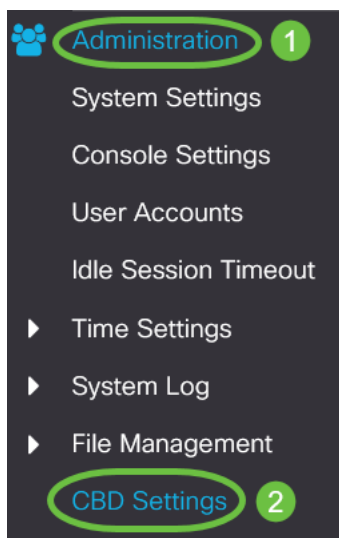 Administration 1
System Settings
Console Settings
User Accounts
Idle Session Timeout
Time Settings
System Log
File Management
CBD Settings 2